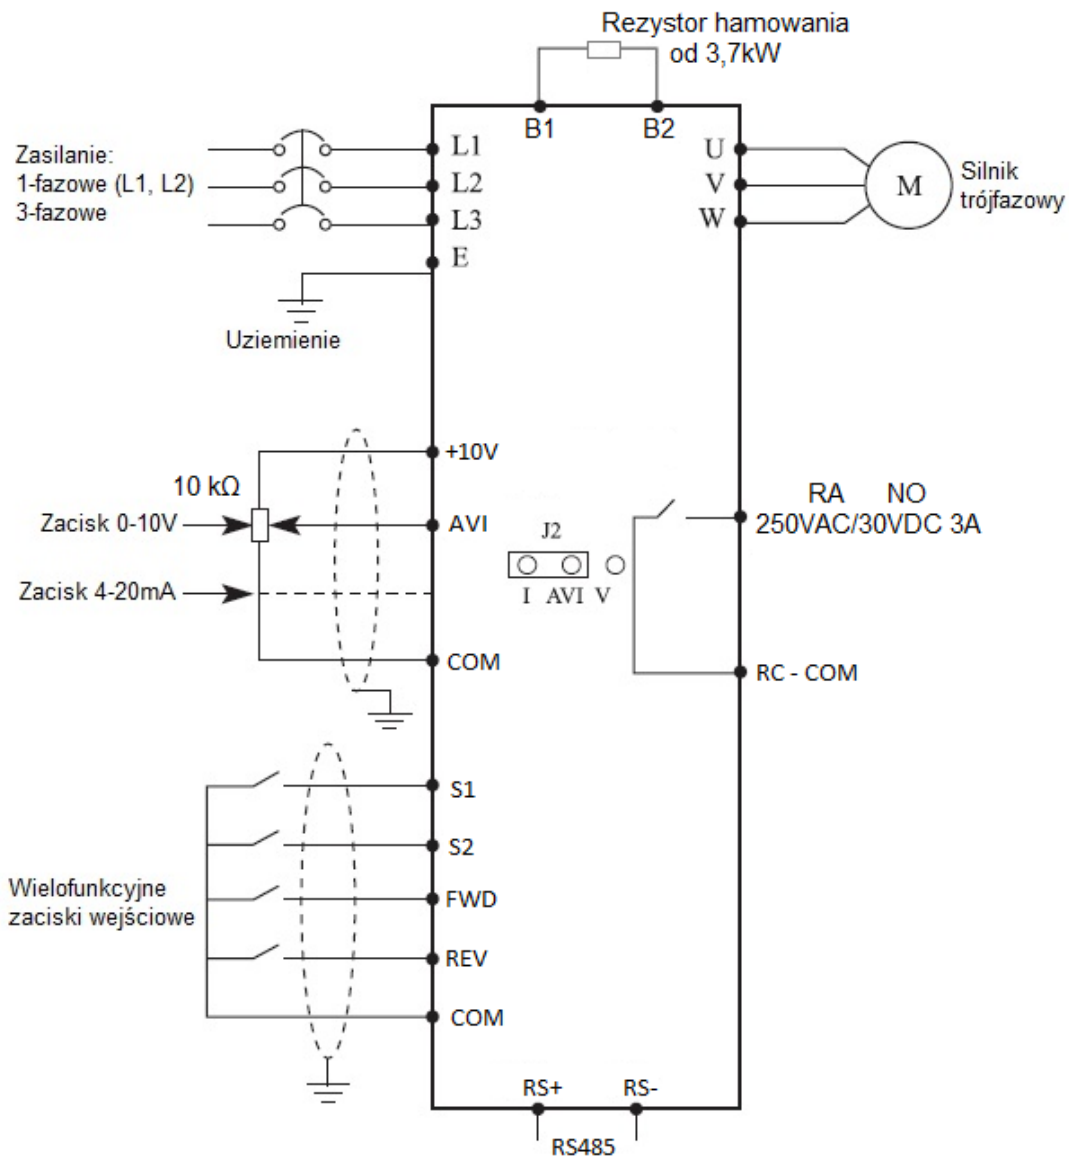 Rezystor hamowania
od 3,7kW
B1
B2
Zasilanie:
1-fazowe (L1, L2)
3-fazowe
L1
L2
L3
E
U
V
W
M
Silnik
trójfazowy
Uziemienie
+10V
10 kΩ
Zacisk 0-10V
AVI
Zacisk 4-20mA
COM
J2
I AVI V
RA NO
250VAC/30VDC 3A
RC - COM
Wielofunkcyjne
zaciski wejściowe
S1
S2
FWD
REV
COM
RS+
RS-
RS485